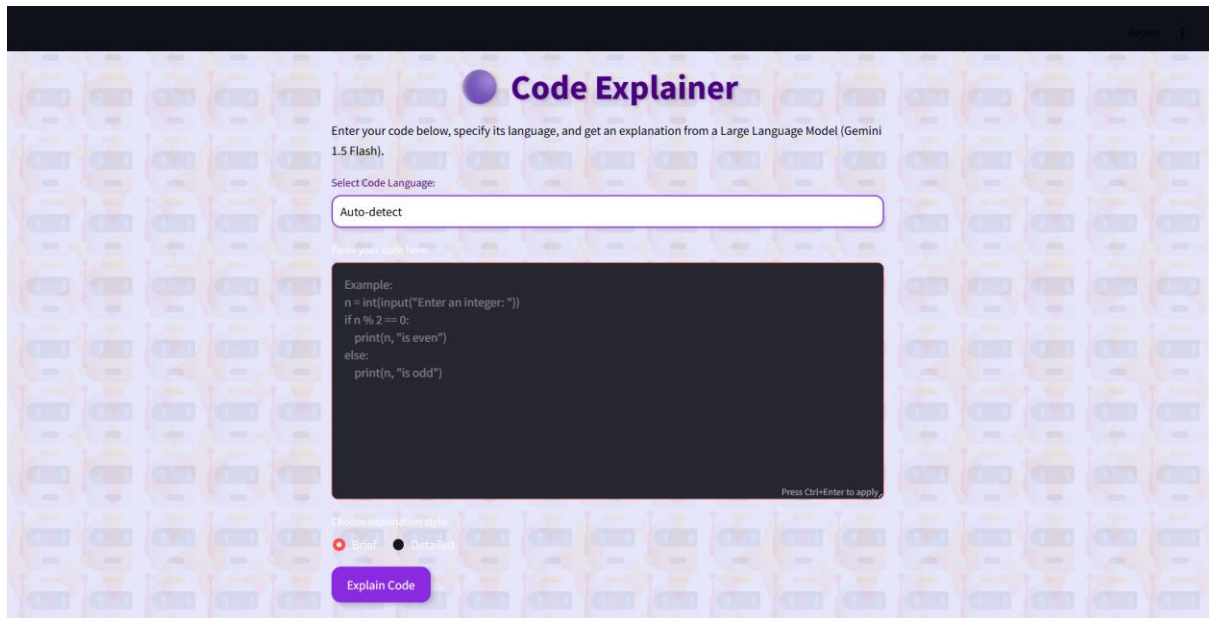 Deploy
Code Explainer
Enter your code below, specify its language, and get an explanation from a Large Language Model (Gemini
1.5 Flash).
Select Code Language:
Auto-detect
Paste your code here:
Example:
n = int(input("Enter an integer: "))
if n % 2 == 0:
print(n, "is even")
else:
print(n, "is odd")
Press Ctrl+Enter to apply
Choose explanation style:
Brief Detailed
Explain Code